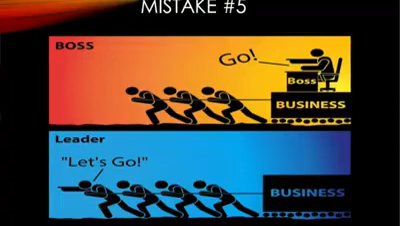 MISTAKE #5
BOSS
Go!
Boss
BUSINESS
Leader
"Let's Go!"
BUSINESS